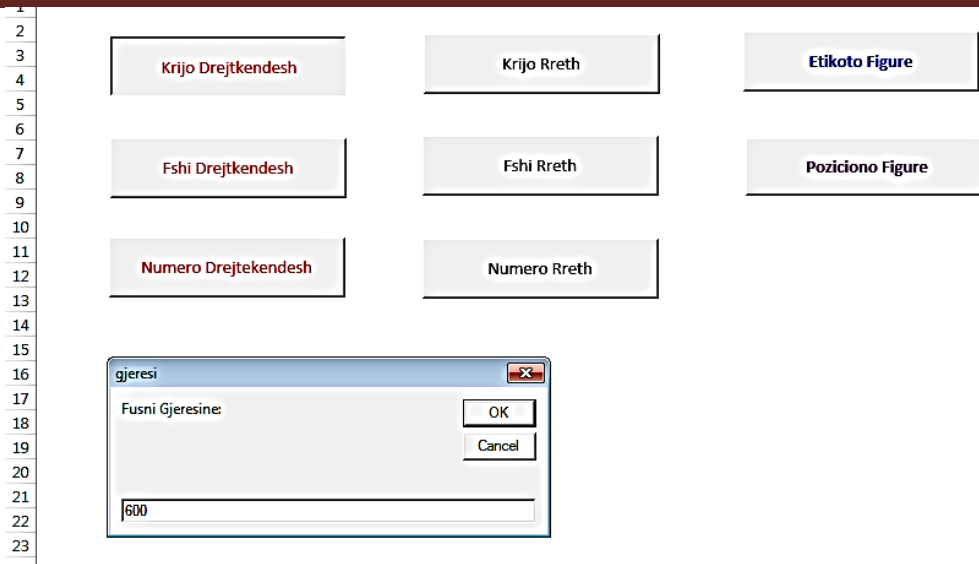 1
2
3
4
5
6
7
8
9
10
11
12
13
14
15
16
17
18
19
20
21
22
23
Krijo Drejtkendesh
Krijo Rreth
Etikoto Figure
Fshi Drejtkendesh
Fshi Rreth
Poziciono Figure
Numero Drejtekendesh
Numero Rreth
gjeresi
Fusni Gjeresine:
OK
Cancel
600